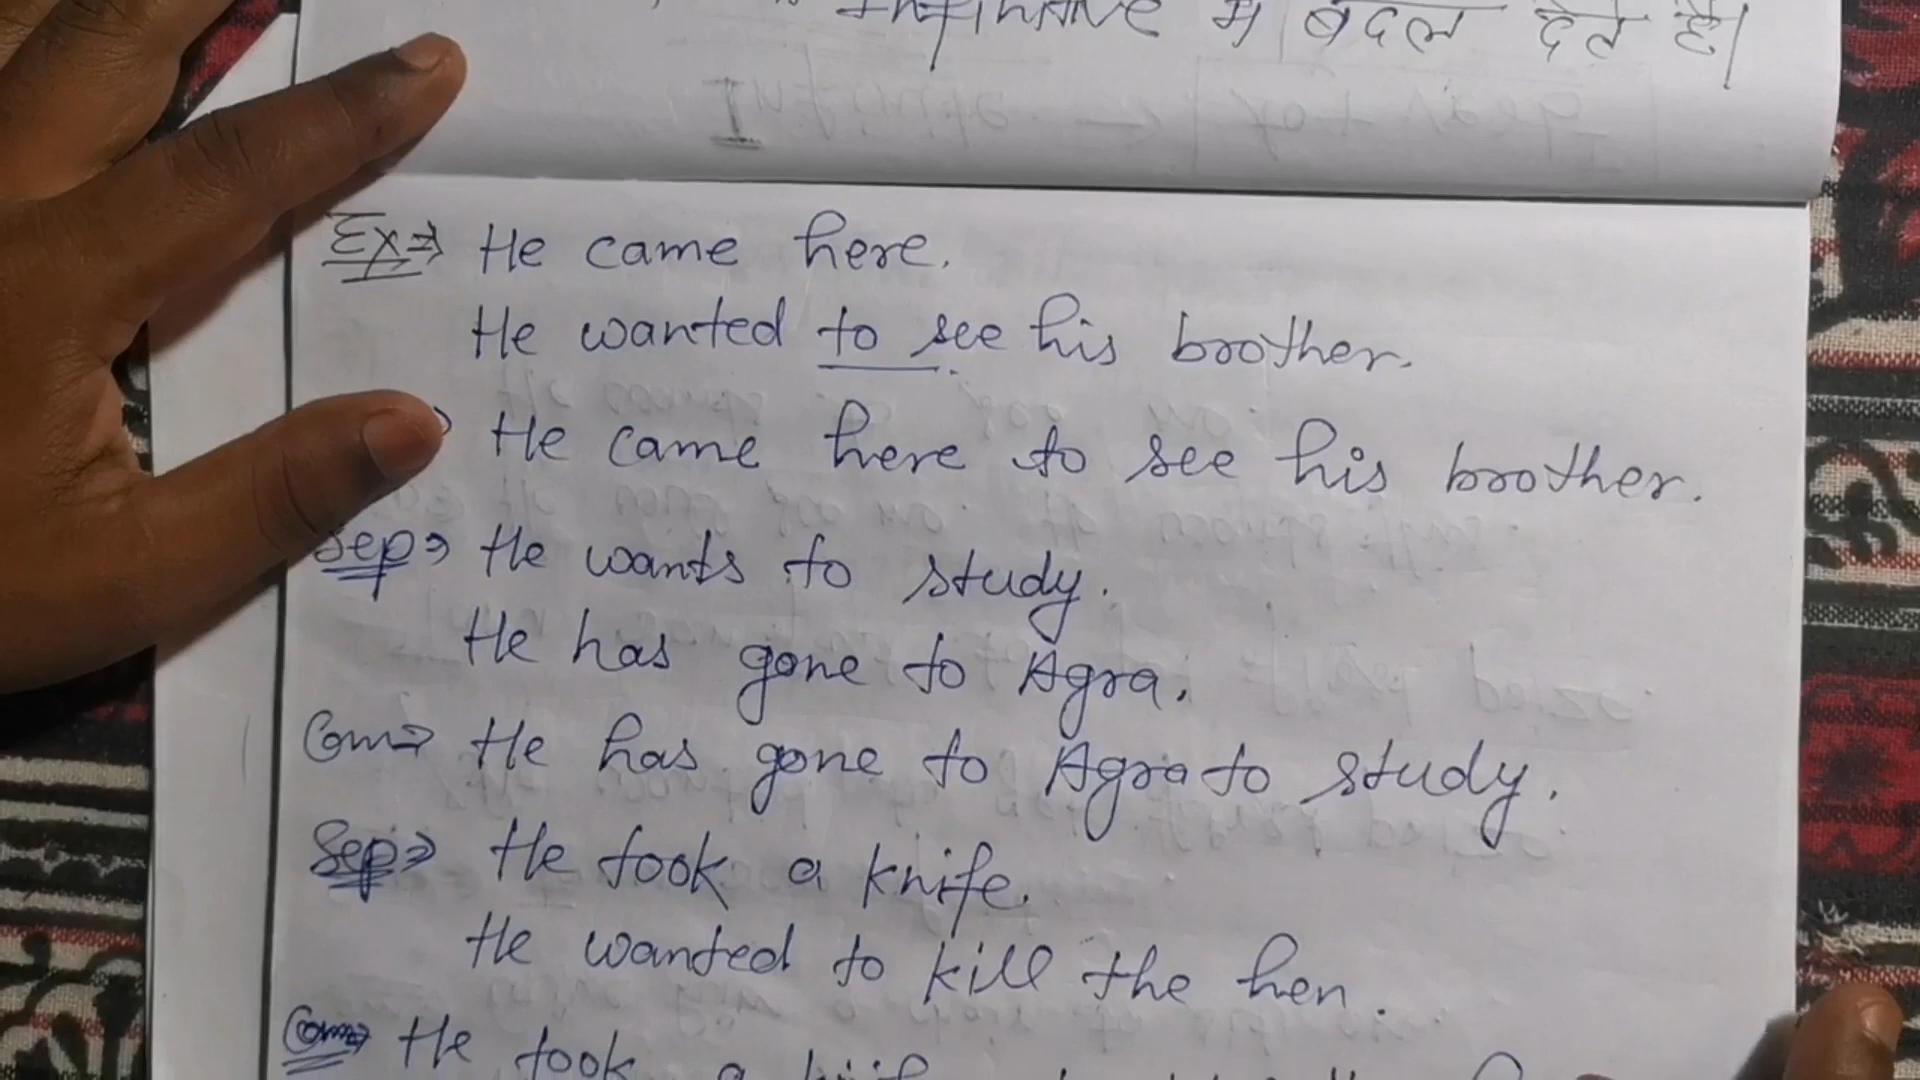 Infinitive में बदल देते हैं।
Ex⇒ He came here.
He wanted to see his brother.
He came here to see his brother.
Sep⇒ He wants to study.
He has gone to Agra.
Com⇒ He has gone to Agra to study.
Sep⇒ He took a knife.
He wanted to kill the hen.
Com⇒ He took a knife